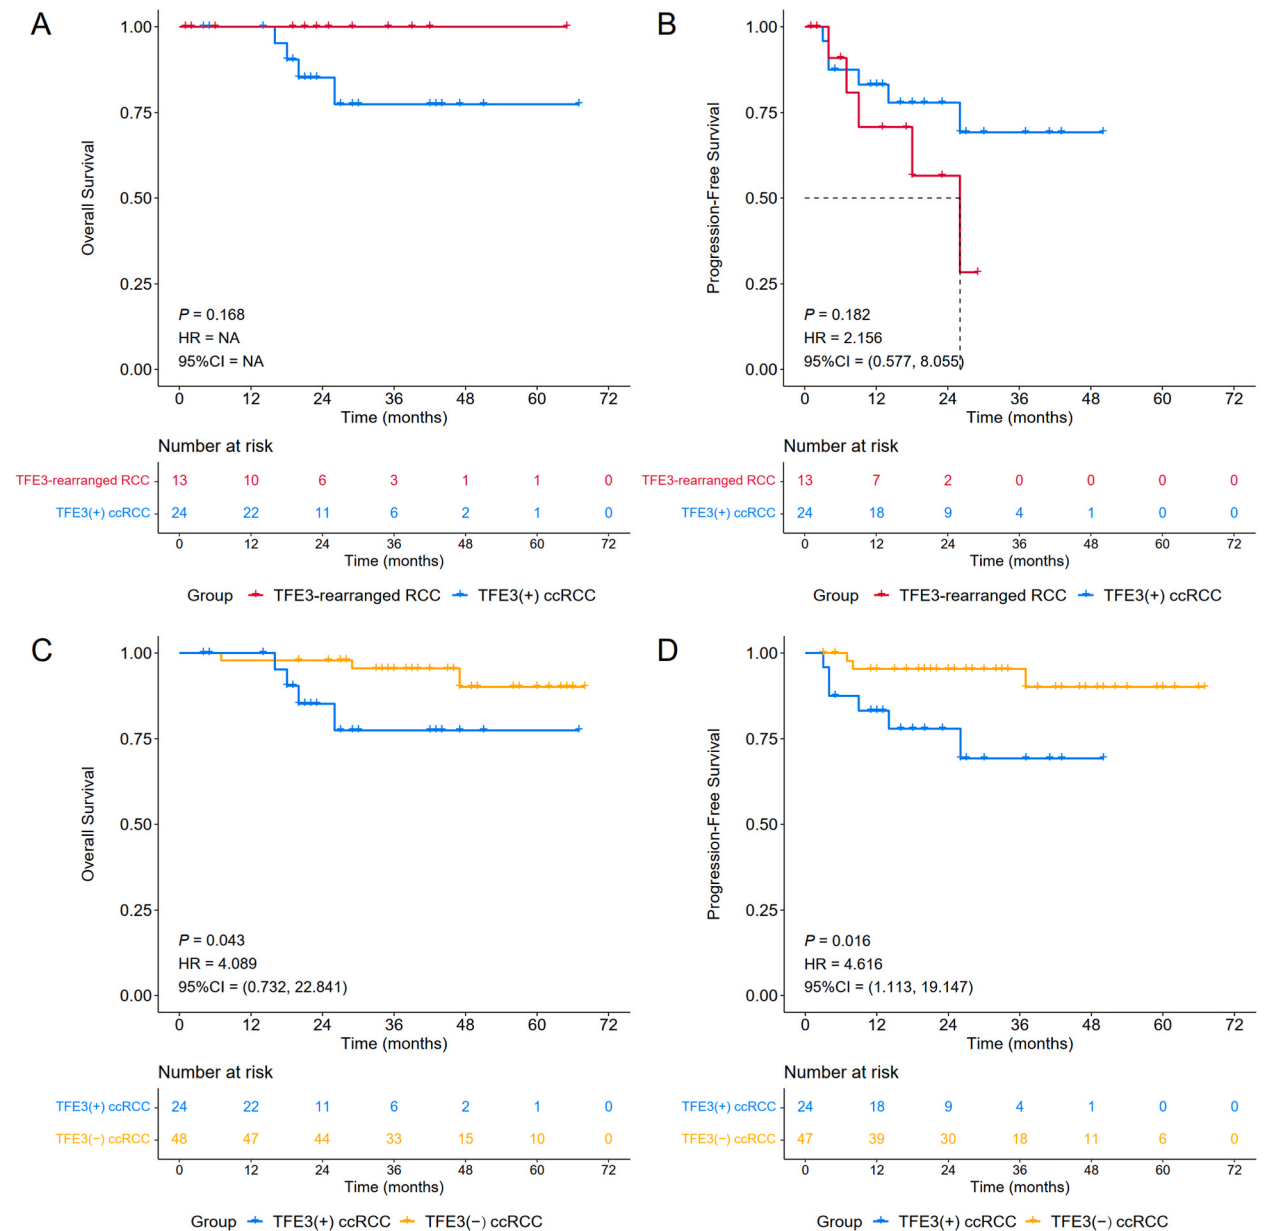 A
Overall Survival
1.00
0.75
0.50
0.25
0.00
P = 0.168
HR = NA
95%CI = NA
0 12 24 36 48 60 72
Time (months)
Number at risk
TFE3-rearranged RCC 13 10 6 3 1 1 0
TFE3(+) ccRCC 24 22 11 6 2 1 0
0 12 24 36 48 60 72
Time (months)
Group TFE3-rearranged RCC TFE3(+) ccRCC
B
Progression-Free Survival
1.00
0.75
0.50
0.25
0.00
P = 0.182
HR = 2.156
95%CI = (0.577, 8.055)
0 12 24 36 48 60 72
Time (months)
Number at risk
TFE3-rearranged RCC 13 7 2 0 0 0 0
TFE3(+) ccRCC 24 18 9 4 1 0 0
0 12 24 36 48 60 72
Time (months)
Group TFE3-rearranged RCC TFE3(+) ccRCC
C
Overall Survival
1.00
0.75
0.50
0.25
0.00
P = 0.043
HR = 4.089
95%CI = (0.732, 22.841)
0 12 24 36 48 60 72
Time (months)
Number at risk
TFE3(+) ccRCC 24 22 11 6 2 1 0
TFE3(−) ccRCC 48 47 44 33 15 10 0
0 12 24 36 48 60 72
Time (months)
Group TFE3(+) ccRCC TFE3(−) ccRCC
D
Progression-Free Survival
1.00
0.75
0.50
0.25
0.00
P = 0.016
HR = 4.616
95%CI = (1.113, 19.147)
0 12 24 36 48 60 72
Time (months)
Number at risk
TFE3(+) ccRCC 24 18 9 4 1 0 0
TFE3(−) ccRCC 47 39 30 18 11 6 0
0 12 24 36 48 60 72
Time (months)
Group TFE3(+) ccRCC TFE3(−) ccRCC